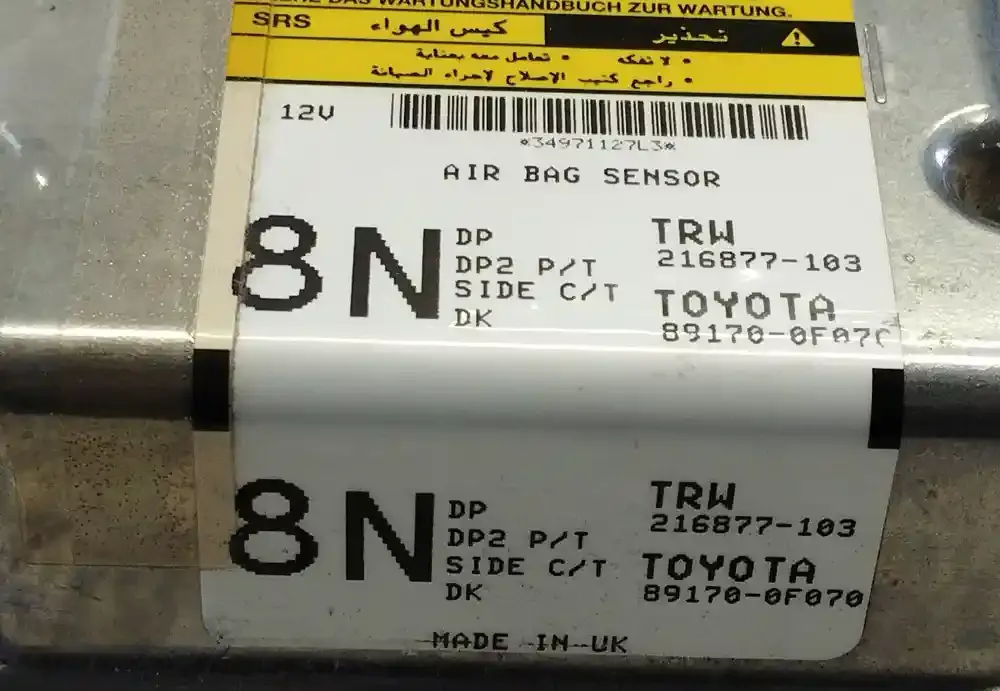 DAS WARTUNGSHANDBUCH ZUR WARTUNG.
SRS كيس الهواء تحذير
• لا تفكه • تعامل معه بعناية
• راجع كتيب الاصلاح لاجراء الصيانة
12V
*34971127L3*
AIR BAG SENSOR
8N
DP
DP2 P/T
SIDE C/T
DK
TRW
216877-103
TOYOTA
89170-0F070
8N
DP
DP2 P/T
SIDE C/T
DK
TRW
216877-103
TOYOTA
89170-0F070
MADE IN UK